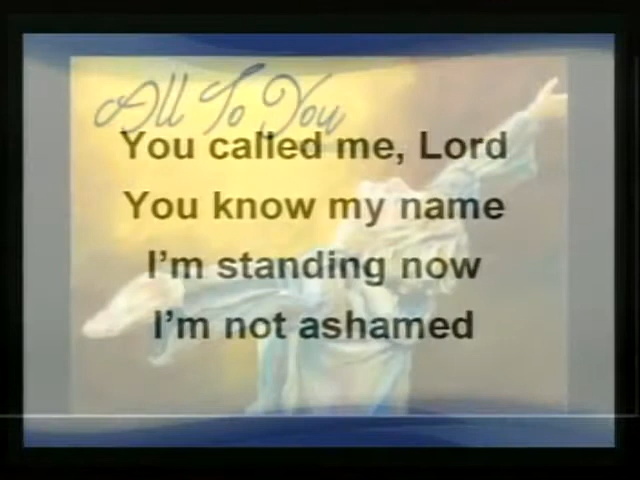 All To You
You called me, Lord
You know my name
I'm standing now
I'm not ashamed